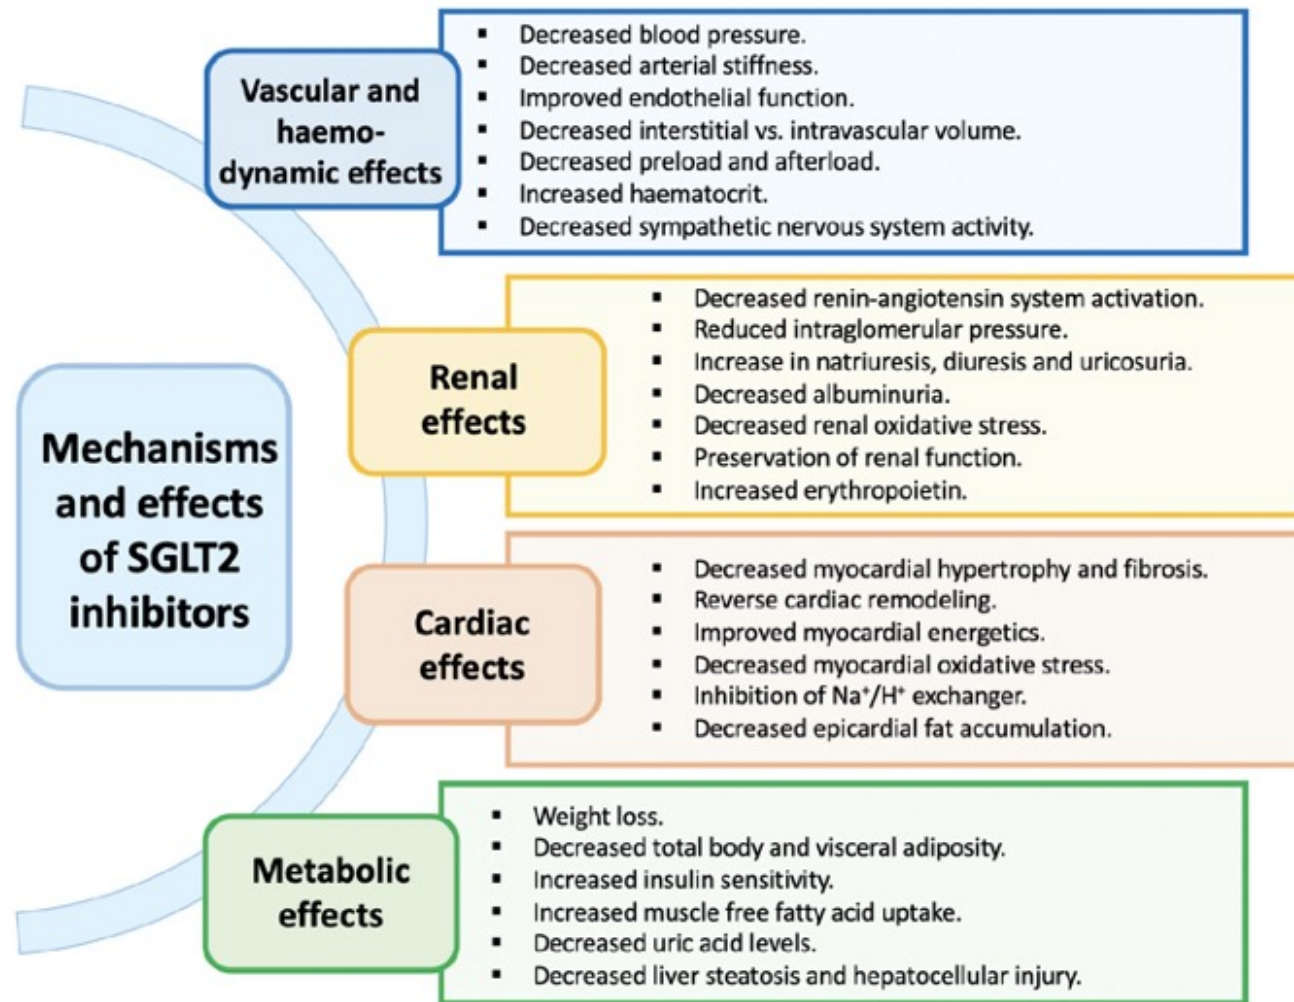 Mechanisms
and effects
of SGLT2
inhibitors
Vascular and
haemo-
dynamic effects
▪ Decreased blood pressure.
▪ Decreased arterial stiffness.
▪ Improved endothelial function.
▪ Decreased interstitial vs. intravascular volume.
▪ Decreased preload and afterload.
▪ Increased haematocrit.
▪ Decreased sympathetic nervous system activity.
Renal
effects
▪ Decreased renin-angiotensin system activation.
▪ Reduced intraglomerular pressure.
▪ Increase in natriuresis, diuresis and uricosuria.
▪ Decreased albuminuria.
▪ Decreased renal oxidative stress.
▪ Preservation of renal function.
▪ Increased erythropoietin.
Cardiac
effects
▪ Decreased myocardial hypertrophy and fibrosis.
▪ Reverse cardiac remodeling.
▪ Improved myocardial energetics.
▪ Decreased myocardial oxidative stress.
▪ Inhibition of Na⁺/H⁺ exchanger.
▪ Decreased epicardial fat accumulation.
Metabolic
effects
▪ Weight loss.
▪ Decreased total body and visceral adiposity.
▪ Increased insulin sensitivity.
▪ Increased muscle free fatty acid uptake.
▪ Decreased uric acid levels.
▪ Decreased liver steatosis and hepatocellular injury.